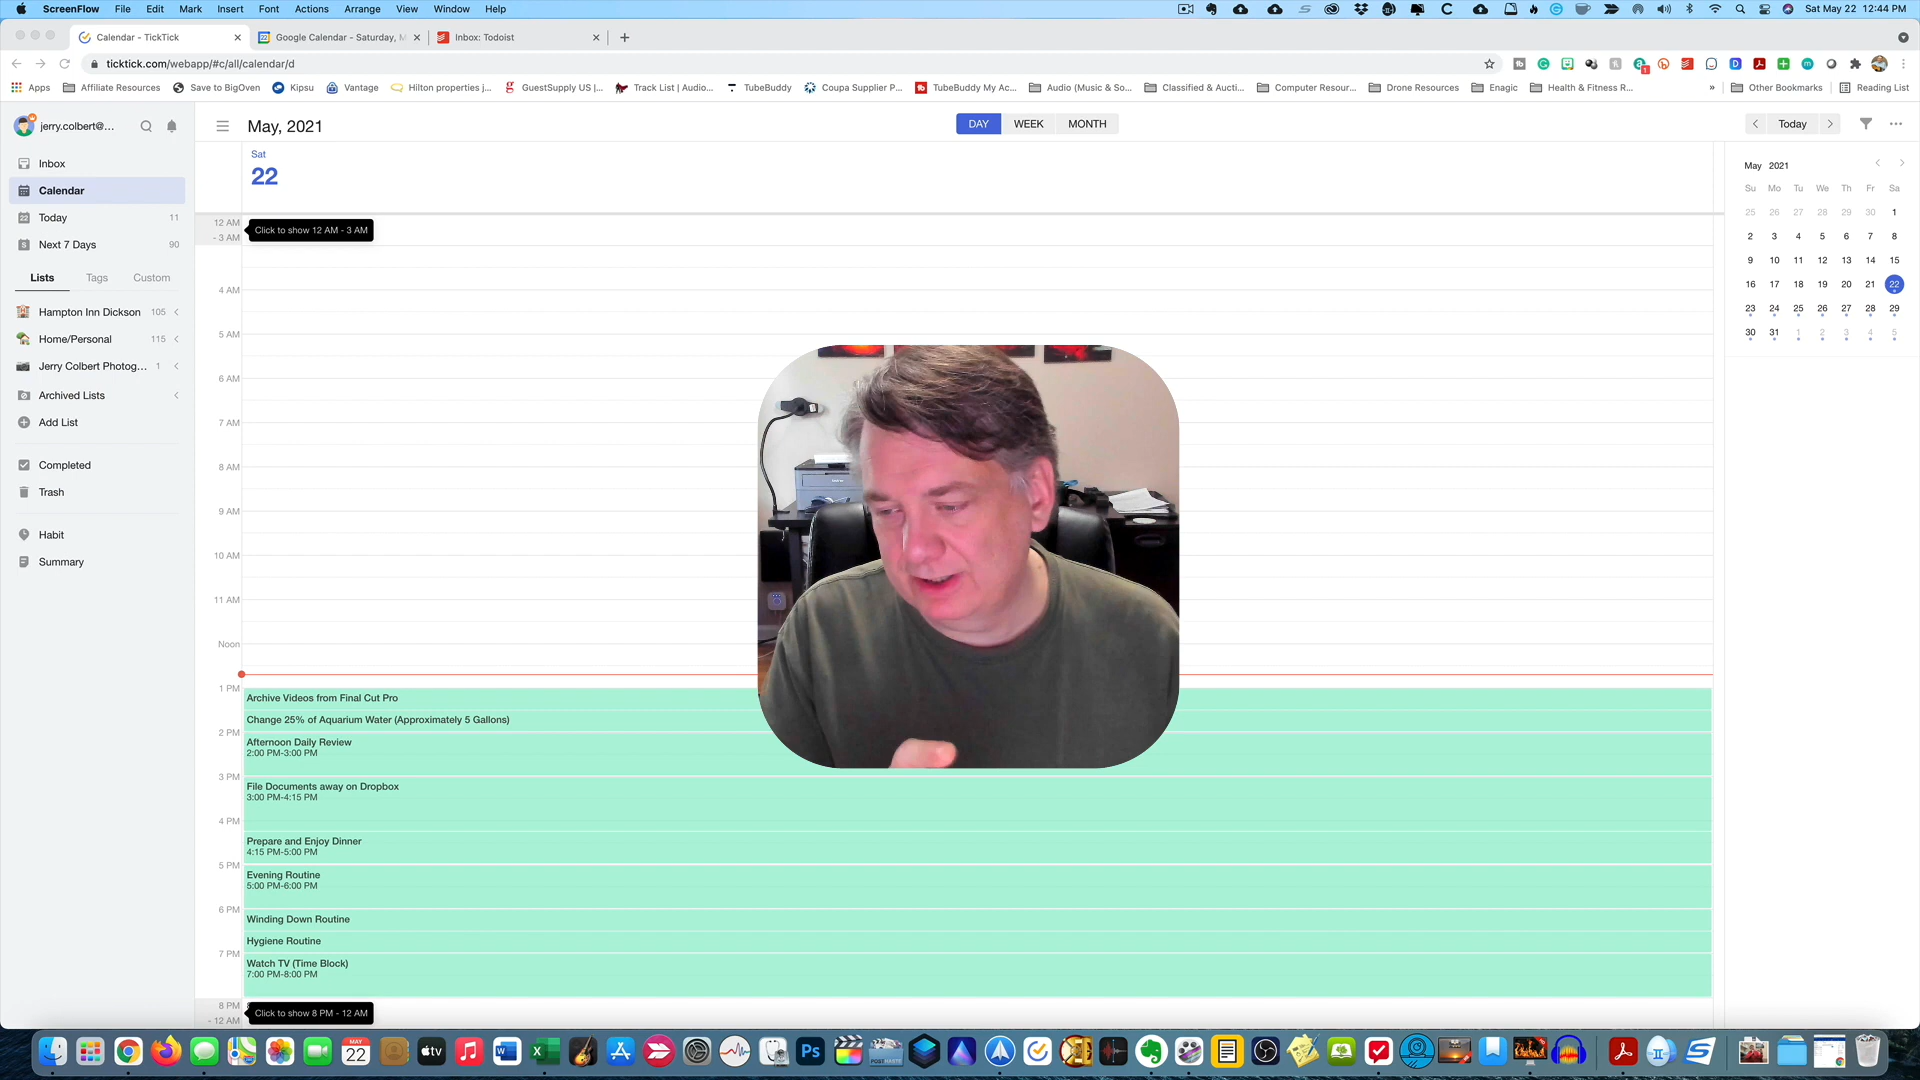 ScreenFlow File Edit Mark Insert Font Actions Arrange View Window Help
Sat May 22 12:44 PM
Calendar - TickTick
Google Calendar - Saturday, M
Inbox: Todoist
ticktick.com/webapp/#c/all/calendar/d
Apps Affiliate Resources Save to BigOven Kipsu Vantage Hilton properties j... GuestSupply US |... Track List | Audio... TubeBuddy Coupa Supplier P... TubeBuddy My Ac... Audio (Music & So... Classified & Aucti... Computer Resour... Drone Resources Enagic Health & Fitness R... » Other Bookmarks Reading List
jerry.colbert@...
May, 2021
DAY WEEK MONTH
Today
Inbox
Calendar
Today 11
Next 7 Days 90
Lists Tags Custom
Hampton Inn Dickson 105
Home/Personal 115
Jerry Colbert Photog... 1
Archived Lists
Add List
Completed
Trash
Habit
Summary
Sat
22
12 AM
- 3 AM
Click to show 12 AM - 3 AM
4 AM
5 AM
6 AM
7 AM
8 AM
9 AM
10 AM
11 AM
Noon
1 PM
Archive Videos from Final Cut Pro
Change 25% of Aquarium Water (Approximately 5 Gallons)
2 PM
Afternoon Daily Review
2:00 PM-3:00 PM
3 PM
File Documents away on Dropbox
3:00 PM-4:15 PM
4 PM
Prepare and Enjoy Dinner
4:15 PM-5:00 PM
5 PM
Evening Routine
5:00 PM-6:00 PM
6 PM
Winding Down Routine
Hygiene Routine
7 PM
Watch TV (Time Block)
7:00 PM-8:00 PM
8 PM
- 12 AM
Click to show 8 PM - 12 AM
May 2021
Su Mo Tu We Th Fr Sa
25 26 27 28 29 30 1
2 3 4 5 6 7 8
9 10 11 12 13 14 15
16 17 18 19 20 21 22
23 24 25 26 27 28 29
30 31 1 2 3 4 5
MAY
22
tv
Ps